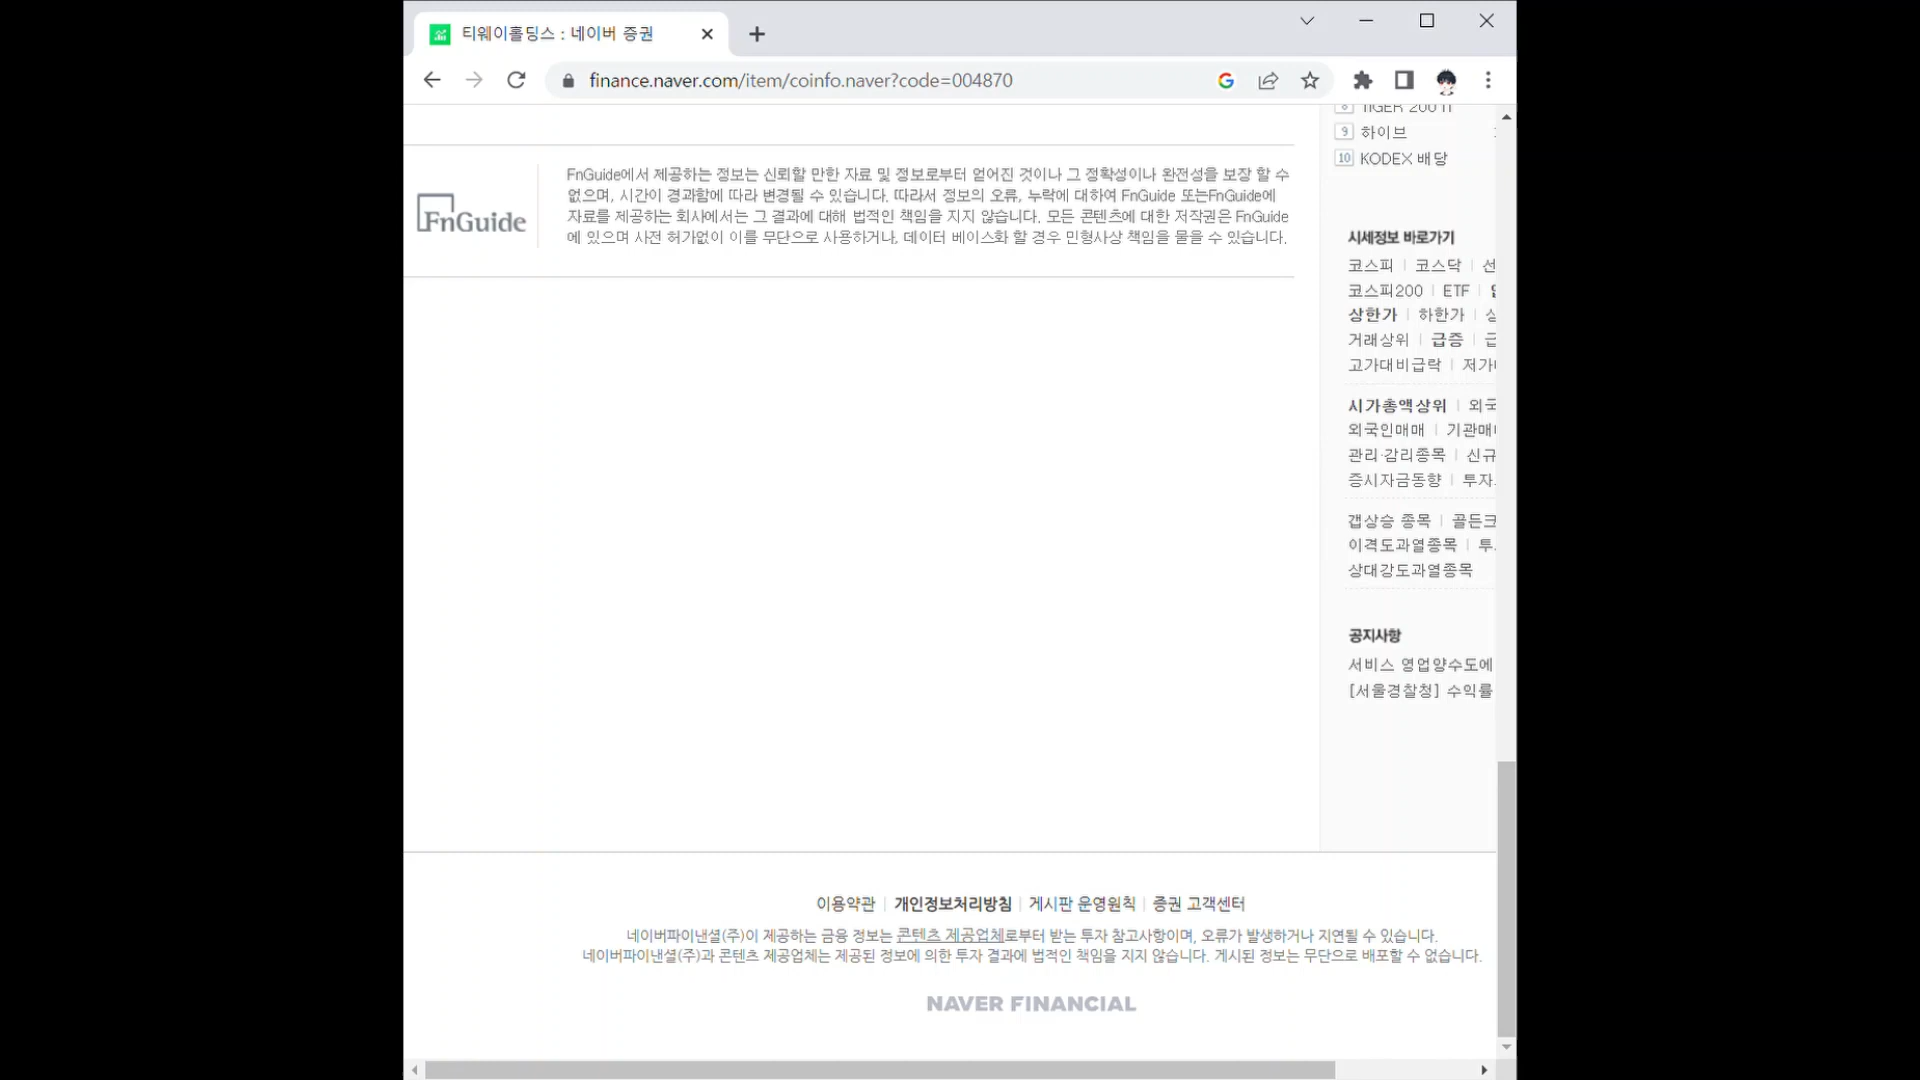 티웨이홀딩스 : 네이버 증권
finance.naver.com/item/coinfo.naver?code=004870
8 TIGER 200 IT
9 하이브
10 KODEX 배당
FnGuide
FnGuide에서 제공하는 정보는 신뢰할 만한 자료 및 정보로부터 얻어진 것이나 그 정확성이나 완전성을 보장 할 수
없으며, 시간이 경과함에 따라 변경될 수 있습니다. 따라서 정보의 오류, 누락에 대하여 FnGuide 또는FnGuide에
자료를 제공하는 회사에서는 그 결과에 대해 법적인 책임을 지지 않습니다. 모든 콘텐츠에 대한 저작권은 FnGuide
에 있으며 사전 허가없이 이를 무단으로 사용하거나, 데이터 베이스화 할 경우 민형사상 책임을 물을 수 있습니다.
시세정보 바로가기
코스피 | 코스닥 | 선
코스피200 | ETF |
상한가 | 하한가 | 상
거래상위 | 급증 | 급
고가대비급락 | 저가
시가총액상위 | 외국
외국인매매 | 기관매
관리·감리종목 | 신규
증시자금동향 | 투자
갭상승 종목 | 골든크
이격도과열종목 | 투
상대강도과열종목
공지사항
서비스 영업양수도에
[서울경찰청] 수익률
이용약관 | 개인정보처리방침 | 게시판 운영원칙 | 증권 고객센터
네이버파이낸셜(주)이 제공하는 금융 정보는 콘텐츠 제공업체로부터 받는 투자 참고사항이며, 오류가 발생하거나 지연될 수 있습니다.
네이버파이낸셜(주)과 콘텐츠 제공업체는 제공된 정보에 의한 투자 결과에 법적인 책임을 지지 않습니다. 게시된 정보는 무단으로 배포할 수 없습니다.
NAVER FINANCIAL